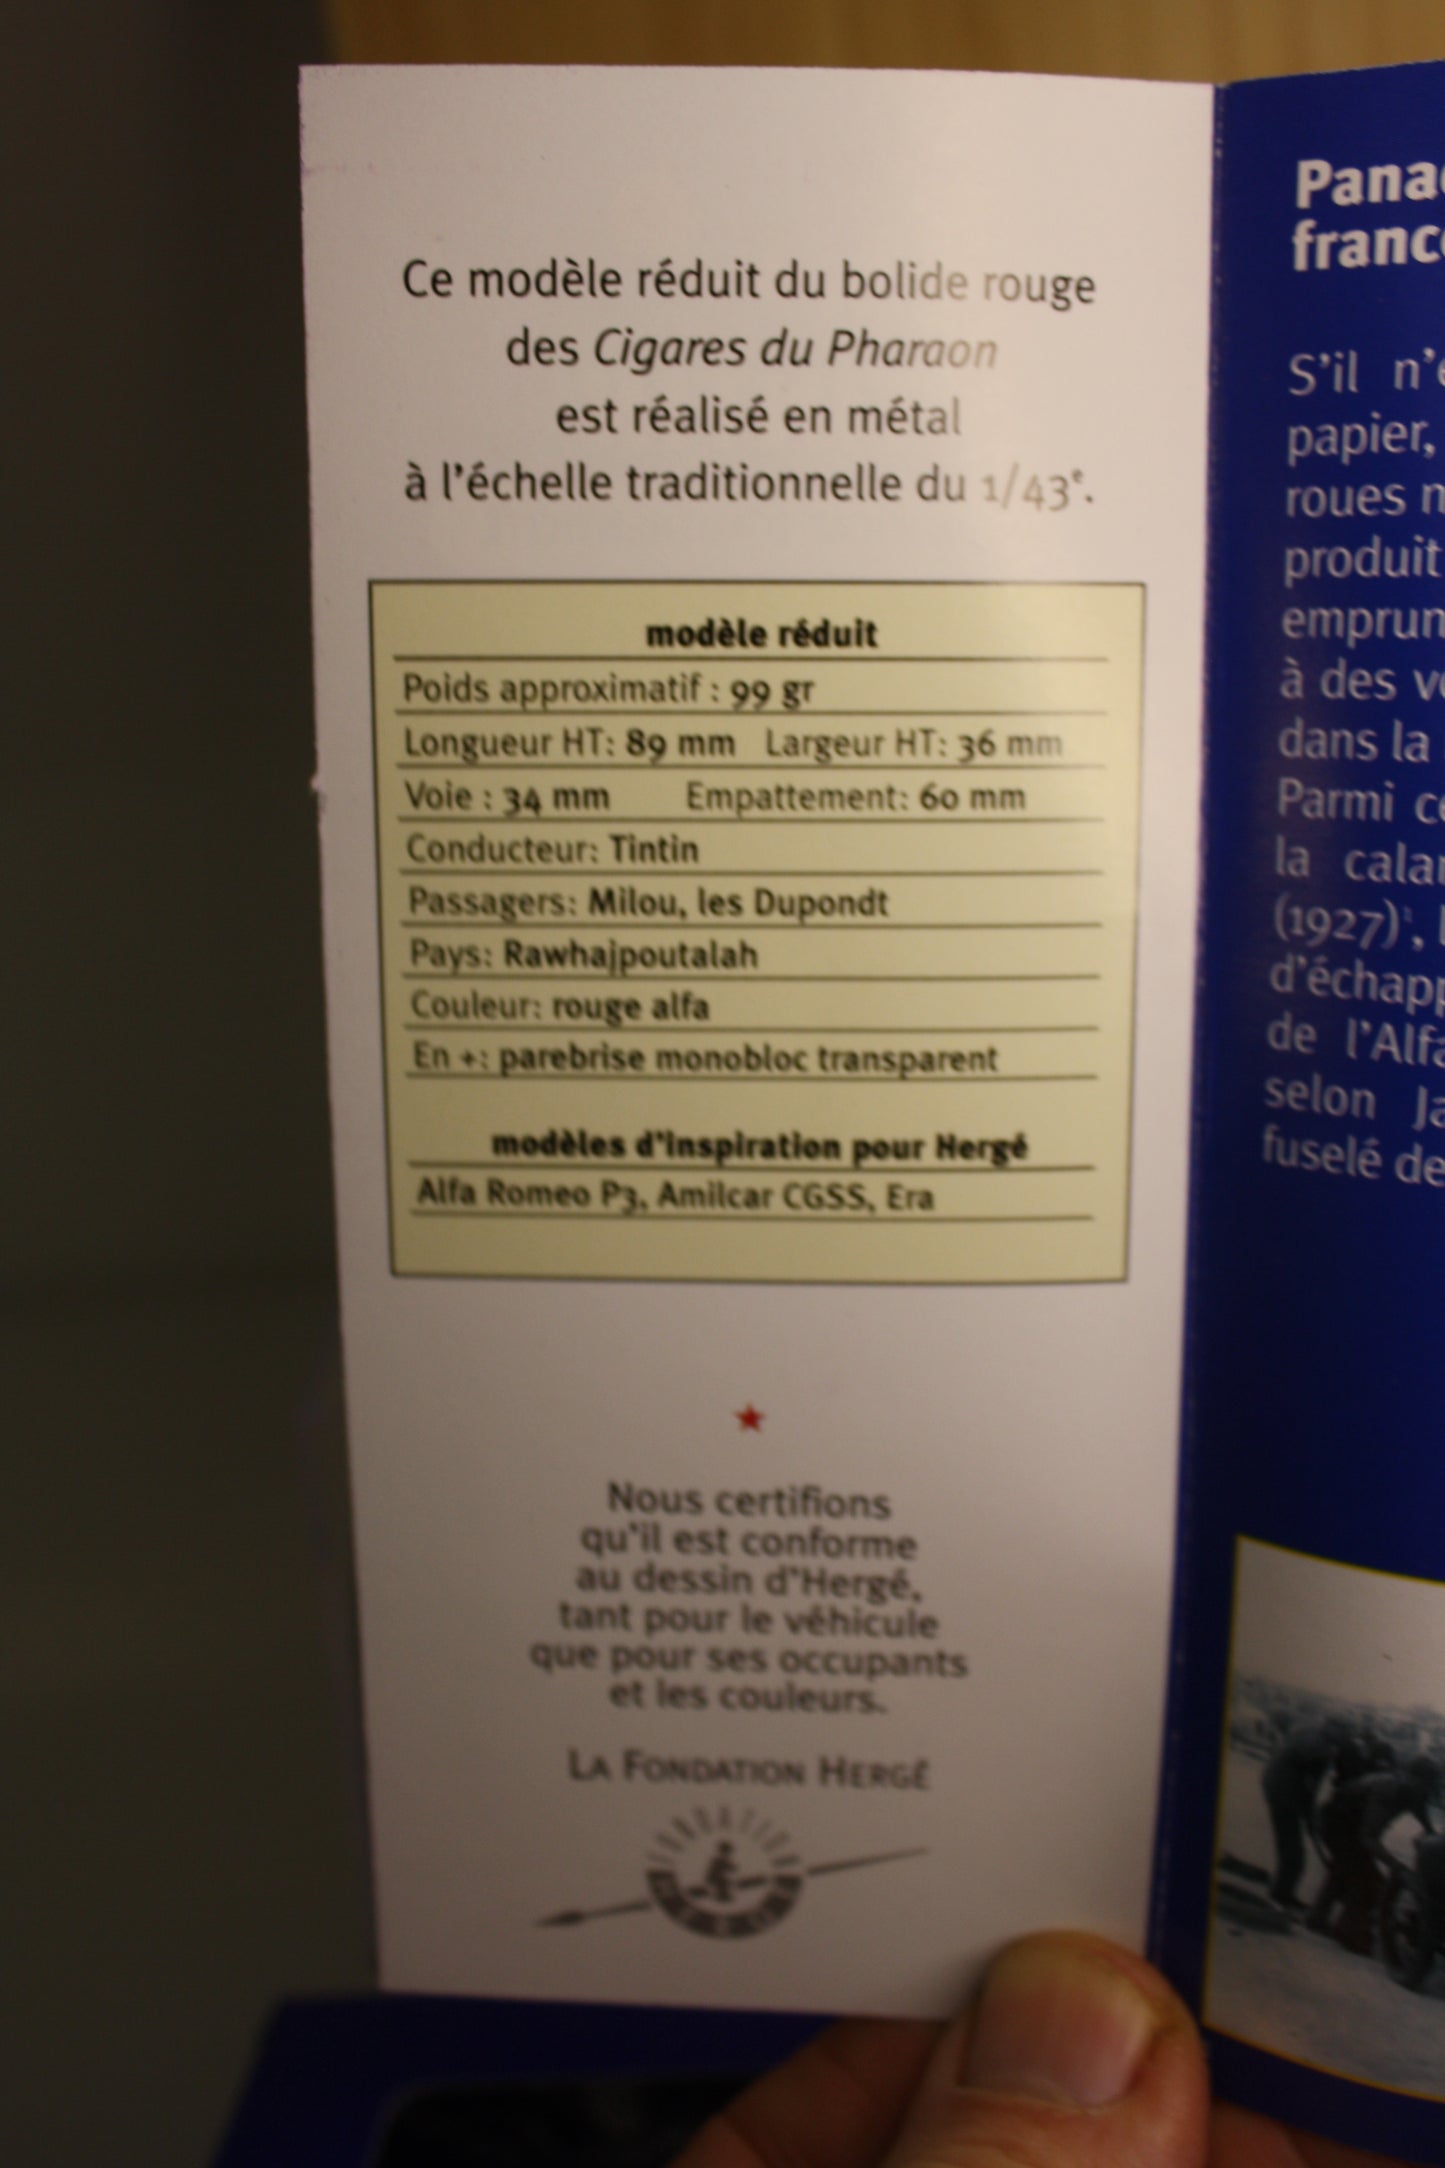 Ce modèle réduit du bolide rouge
des Cigares du Pharaon
est réalisé en métal
à l'échelle traditionnelle du 1/43e.
modèle réduit
Poids approximatif : 99 gr
Longueur HT: 89 mm Largeur HT: 36 mm
Voie : 34 mm Empattement: 60 mm
Conducteur: Tintin
Passagers: Milou, les Dupondt
Pays: Rawhajpoutalah
Couleur: rouge alfa
En +: parebrise monobloc transparent
modèles d'inspiration pour Hergé
Alfa Romeo P3, Amilcar CGSS, Era
Nous certifions
qu'il est conforme
au dessin d'Hergé,
tant pour le véhicule
que pour ses occupants
et les couleurs.
LA FONDATION HERGÉ
FONDATION
S'il
papier,
roues
produit
à des
dans la
Parmi
la
(1927)
de
selon
fuselé de